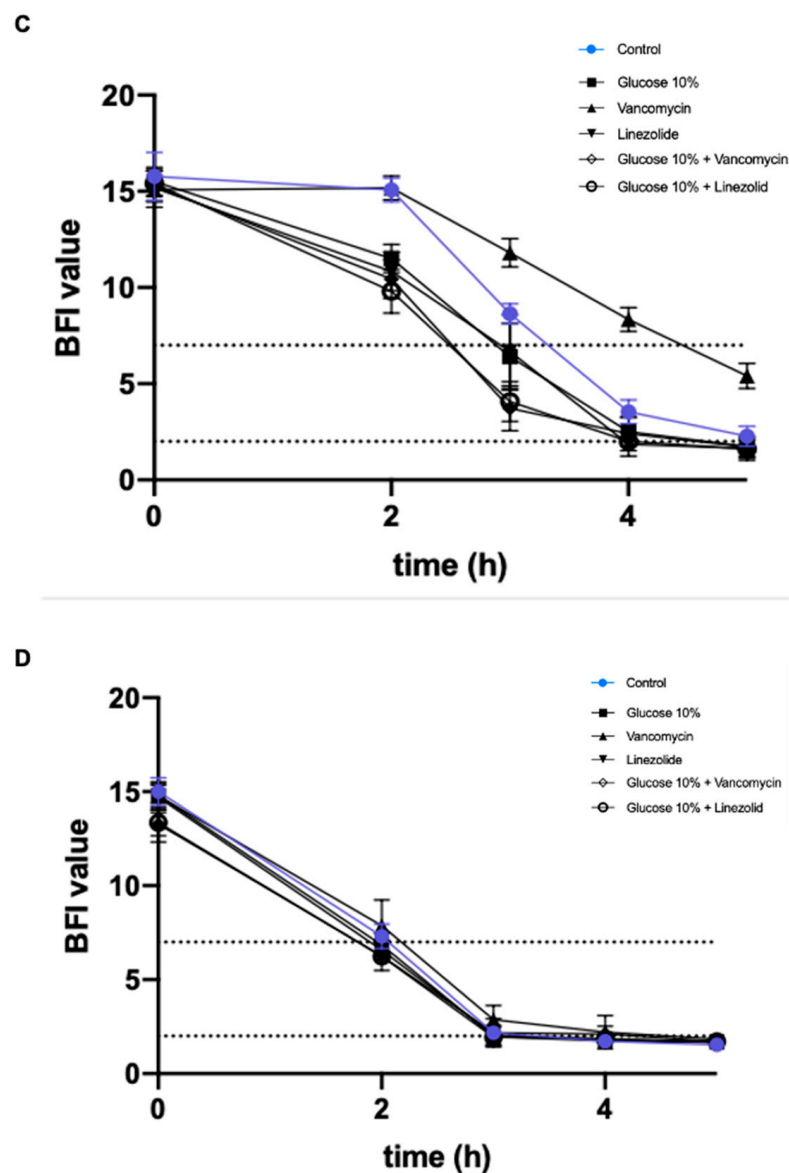 C
Control
Glucose 10%
Vancomycin
Linezolide
Glucose 10% + Vancomycin
Glucose 10% + Linezolid
20
15
10
5
0
BFI value
0 2 4
time (h)
D
Control
Glucose 10%
Vancomycin
Linezolide
Glucose 10% + Vancomycin
Glucose 10% + Linezolid
20
15
10
5
0
BFI value
0 2 4
time (h)